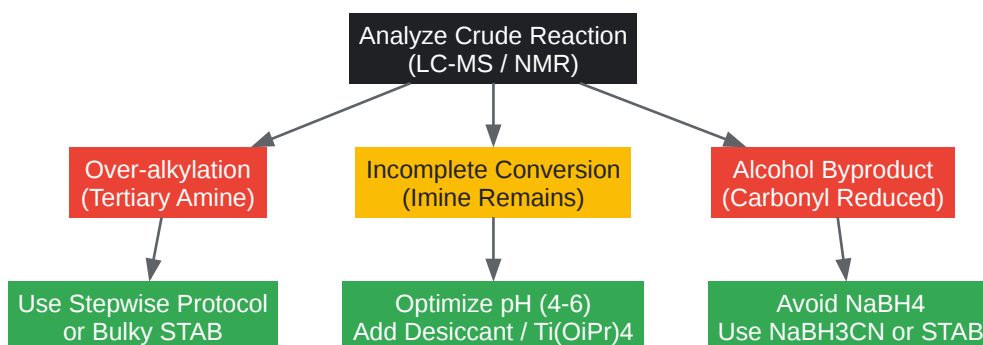 Analyze Crude Reaction
(LC-MS / NMR)
Over-alkylation
(Tertiary Amine)
Incomplete Conversion
(Imine Remains)
Alcohol Byproduct
(Carbonyl Reduced)
Use Stepwise Protocol
or Bulky STAB
Optimize pH (4-6)
Add Desiccant / Ti(OiPr)4
Avoid NaBH4
Use NaBH3CN or STAB